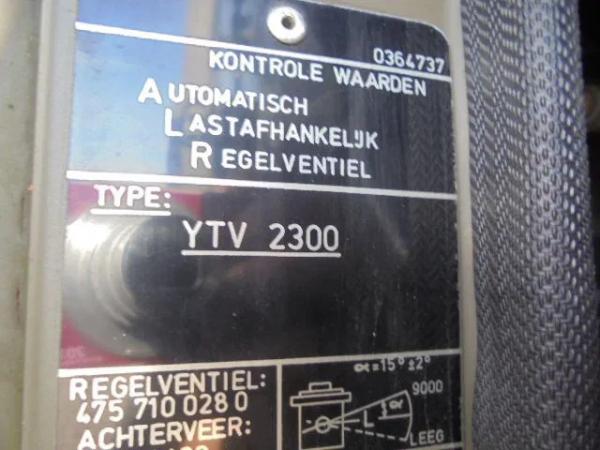 0364737
KONTROLE WAARDEN
AUTOMATISCH
LASTAFHANKELIJK
REGELVENTIEL
TYPE:
YTV 2300
REGELVENTIEL:
475 710 028 0
ACHTERVEER:
α=15°±2°
9000
L
α
LEEG